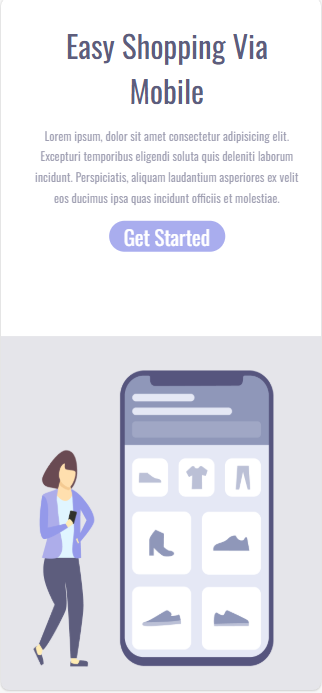 Easy Shopping Via
Mobile
Lorem ipsum, dolor sit amet consectetur adipisicing elit.
Excepturi temporibus eligendi soluta quis deleniti laborum
incidunt. Perspiciatis, aliquam laudantium asperiores ex velit
eos ducimus ipsa quas incidunt officiis et molestiae.
Get Started